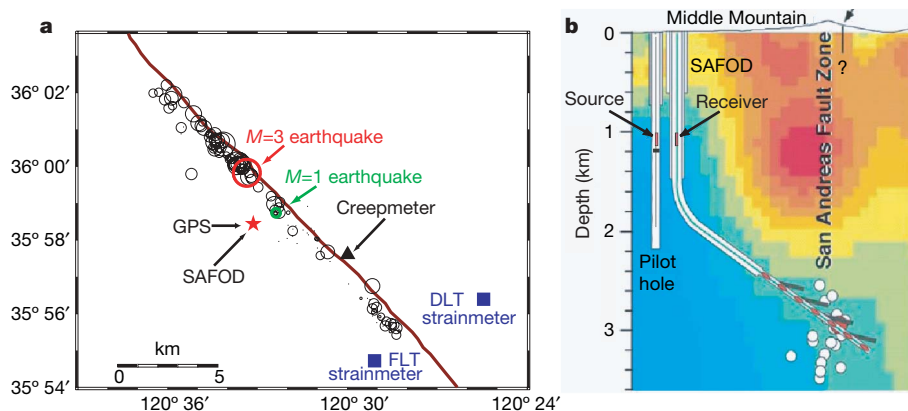 a
36° 02'
36° 00'
35° 58'
35° 56'
35° 54'
120° 36'
120° 30'
120° 24'
M=3 earthquake
M=1 earthquake
Creepmeter
GPS
SAFOD
DLT
strainmeter
FLT
strainmeter
km
0 5
b
Middle Mountain
0
1
2
3
Depth (km)
SAFOD
?
Source
Receiver
San Andreas Fault Zone
Pilot
hole